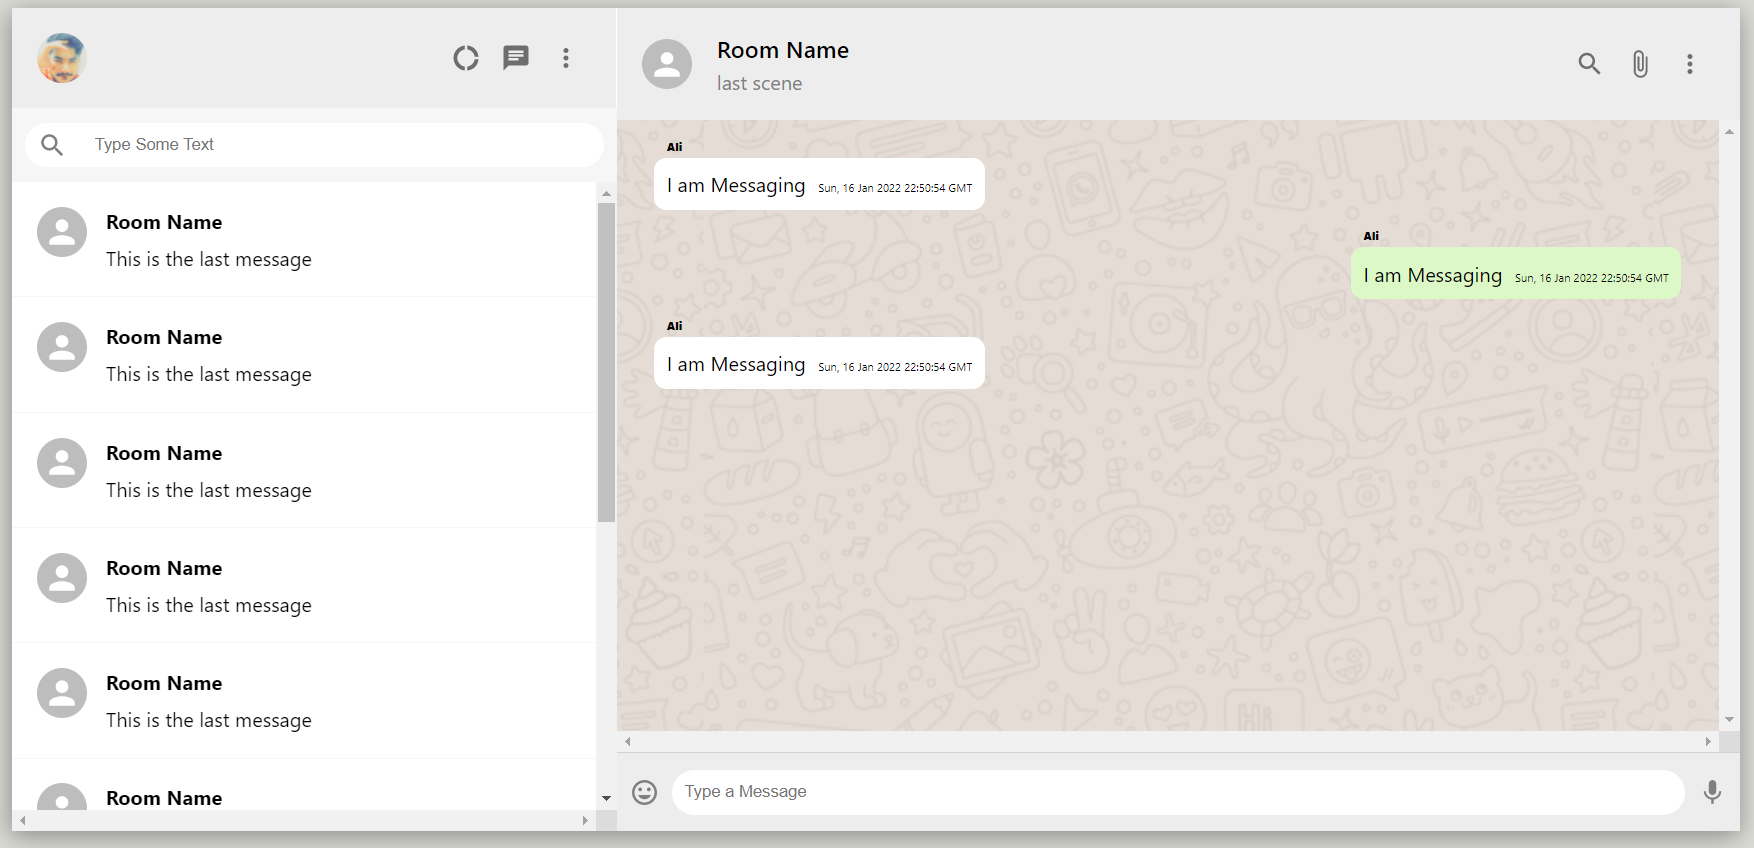 Type Some Text
Room Name
This is the last message
Room Name
This is the last message
Room Name
This is the last message
Room Name
This is the last message
Room Name
This is the last message
Room Name
Room Name
last scene
Ali
I am Messaging Sun, 16 Jan 2022 22:50:54 GMT
Ali
I am Messaging Sun, 16 Jan 2022 22:50:54 GMT
Ali
I am Messaging Sun, 16 Jan 2022 22:50:54 GMT
Hi
Type a Message